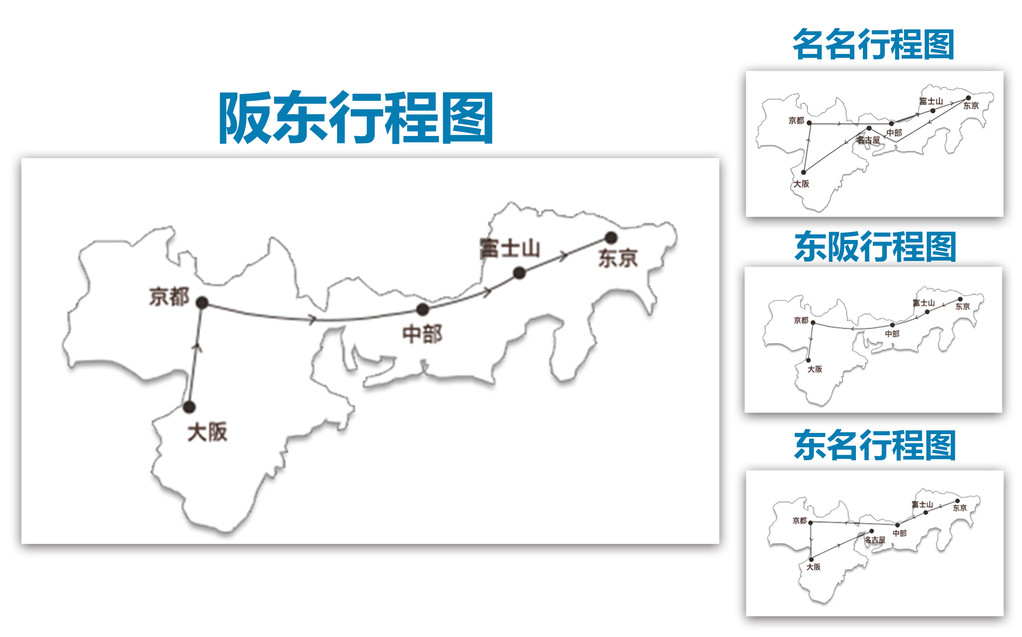 阪东行程图
富士山
东京
京都
中部
大阪
名名行程图
富士山
东京
京都
中部
名古屋
大阪
东阪行程图
富士山
东京
京都
中部
大阪
东名行程图
富士山
东京
京都
中部
名古屋
大阪